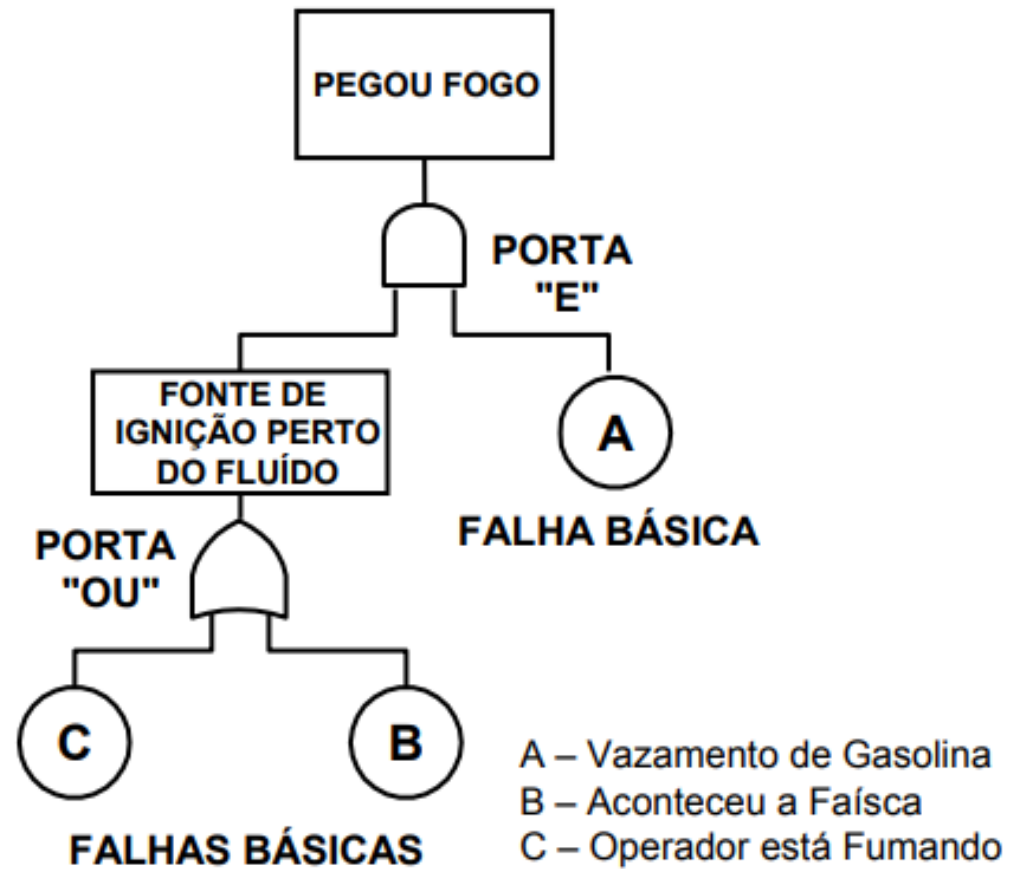 PEGOU FOGO
PORTA
"E"
FONTE DE
IGNIÇÃO PERTO
DO FLUÍDO
A
FALHA BÁSICA
PORTA
"OU"
C
B
FALHAS BÁSICAS
A – Vazamento de Gasolina
B – Aconteceu a Faísca
C – Operador está Fumando